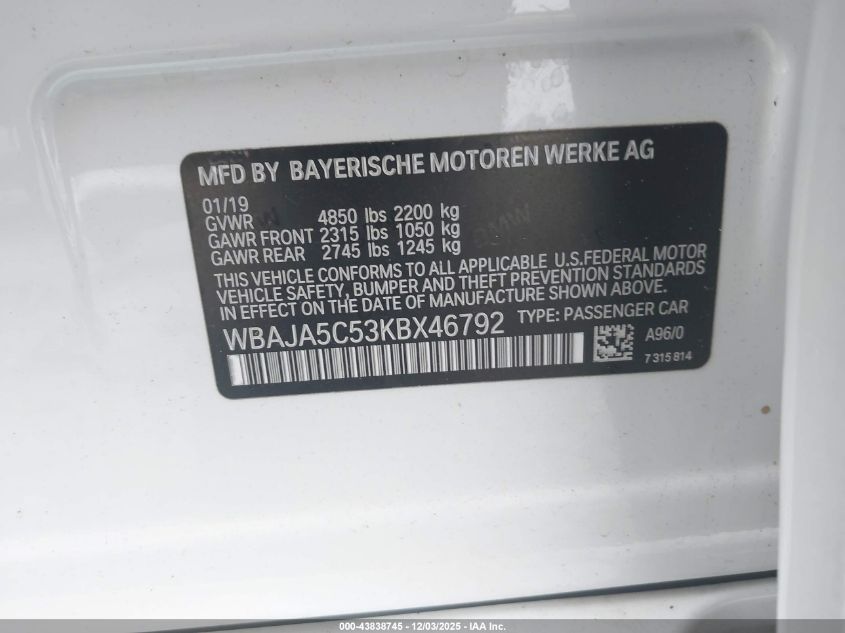 MFD BY BAYERISCHE MOTOREN WERKE AG
01/19
GVWR 4850 lbs 2200 kg
GAWR FRONT 2315 lbs 1050 kg
GAWR REAR 2745 lbs 1245 kg
THIS VEHICLE CONFORMS TO ALL APPLICABLE U.S.FEDERAL MOTOR
VEHICLE SAFETY, BUMPER AND THEFT PREVENTION STANDARDS
IN EFFECT ON THE DATE OF MANUFACTURE SHOWN ABOVE.
WBAJA5C53KBX46792 TYPE: PASSENGER CAR
A96/0
7 315 814
000-43838745 - 12/03/2025 - IAA Inc.